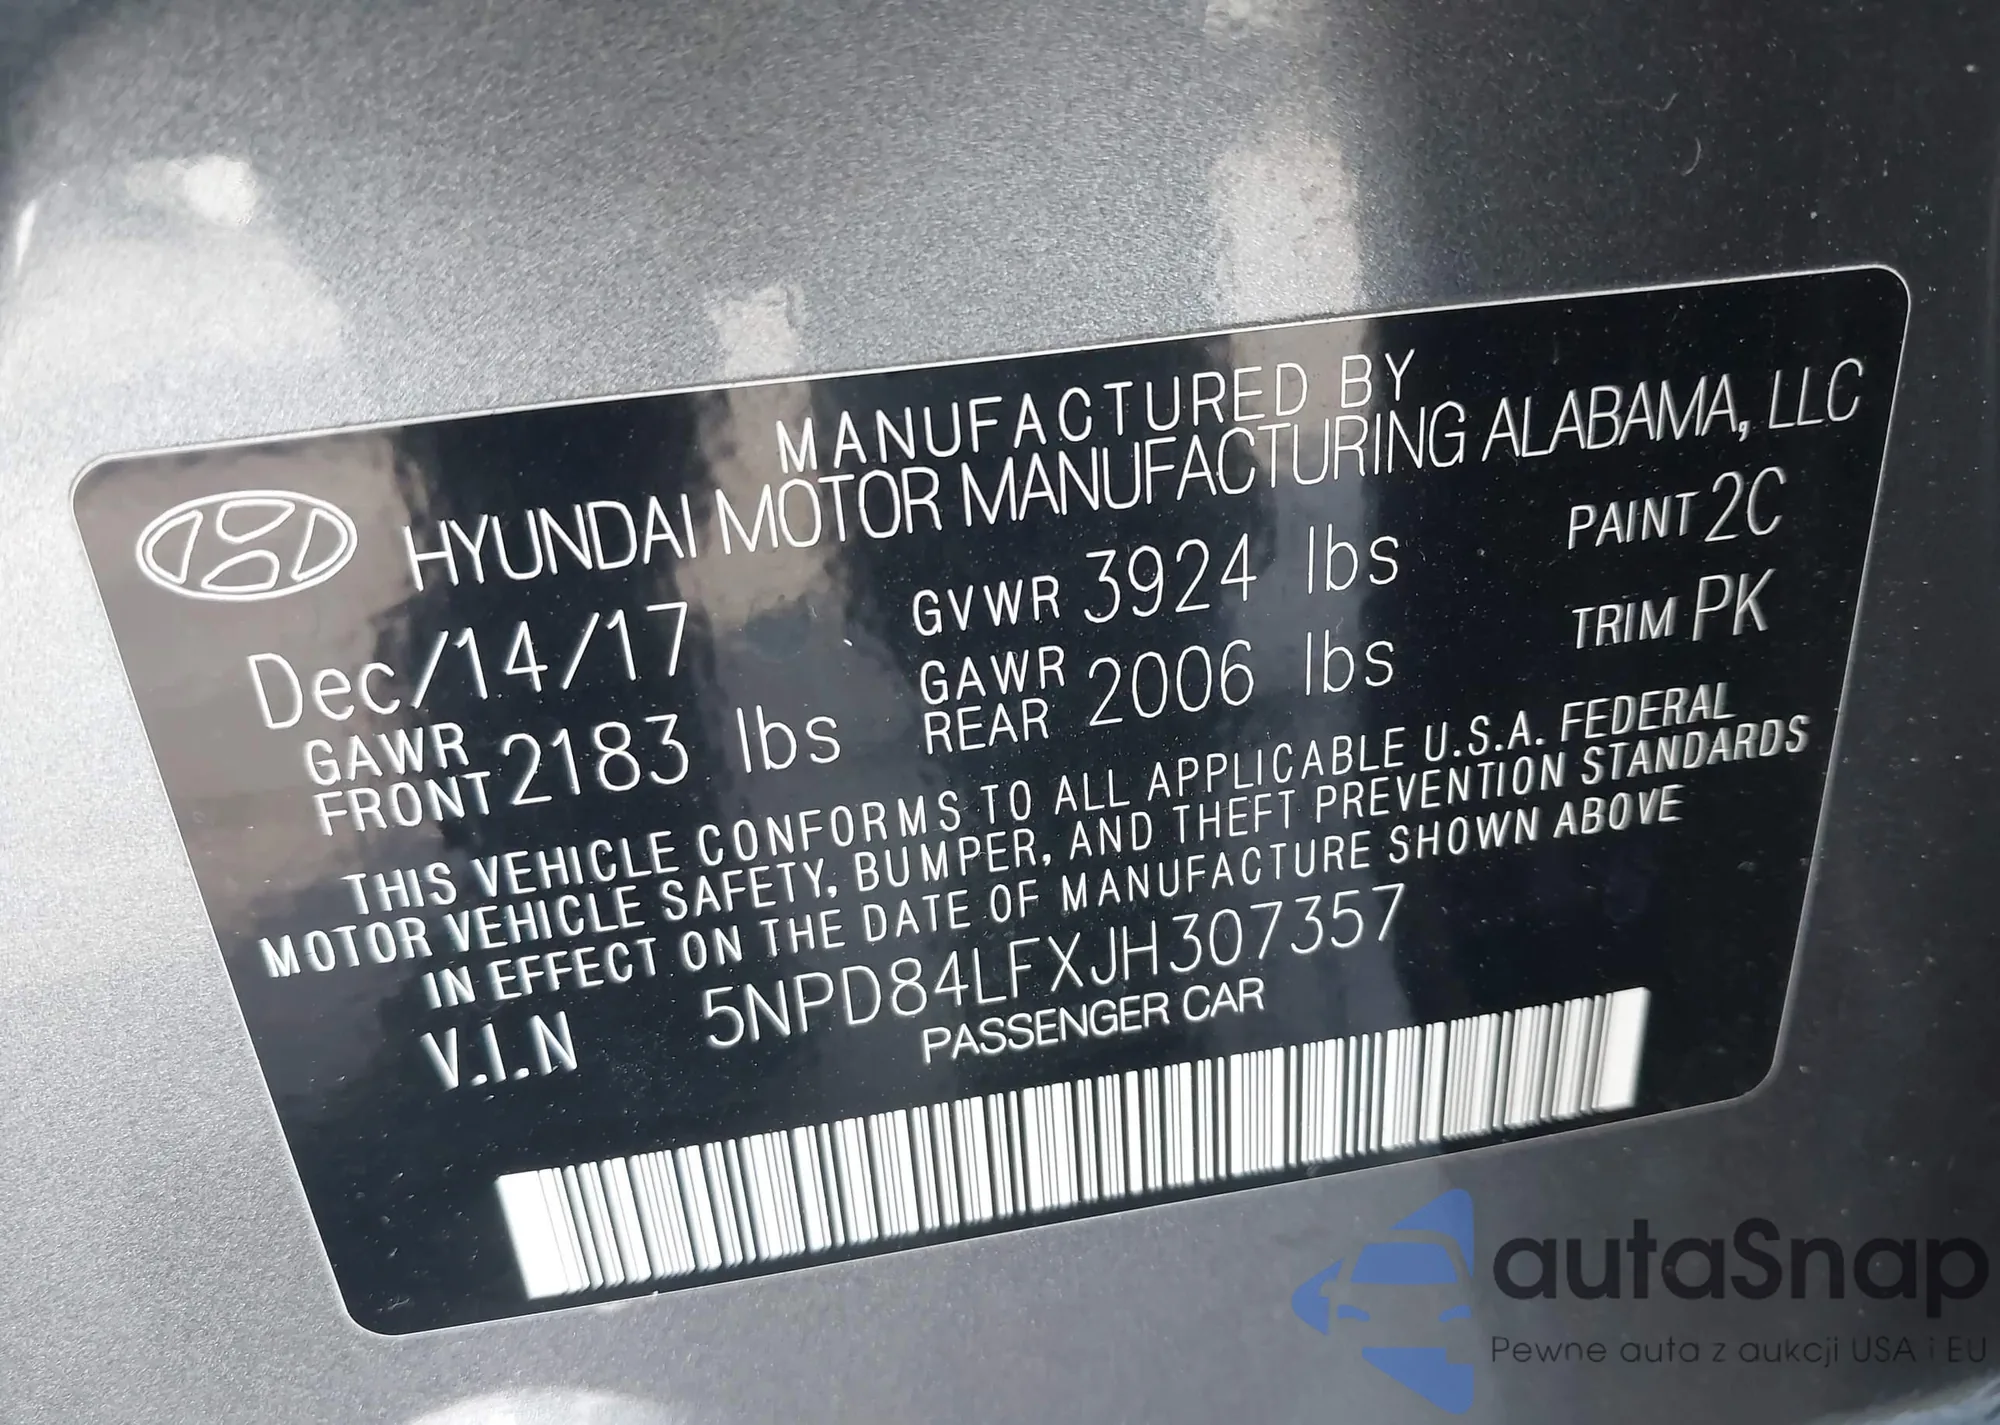 MANUFACTURED BY
HYUNDAI MOTOR MANUFACTURING ALABAMA, LLC
Dec/14/17 GVWR 3924 lbs PAINT 2C
GAWR FRONT 2183 lbs GAWR REAR 2006 lbs TRIM PK
THIS VEHICLE CONFORMS TO ALL APPLICABLE U.S.A. FEDERAL
MOTOR VEHICLE SAFETY, BUMPER, AND THEFT PREVENTION STANDARDS
IN EFFECT ON THE DATE OF MANUFACTURE SHOWN ABOVE
V.I.N 5NPD84LFXJH307357
PASSENGER CAR
autaSnap
Pewne auta z aukcji USA i EU